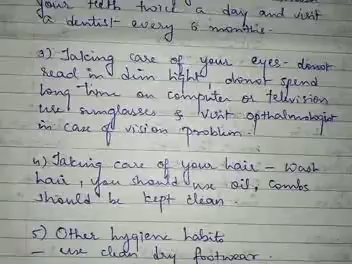 your teeth twice a day and visit
a dentist every 6 months.
3) Taking care of your eyes - donot
read in dim light, donot spend
long time on computer or television
use sunglasses & visit opthalmologist
in case of vision problem.
4) Taking care of your hair - wash
hair, you should use oil, combs
should be kept clean.
5) Other hygiene habits
- use clean dry footwear.